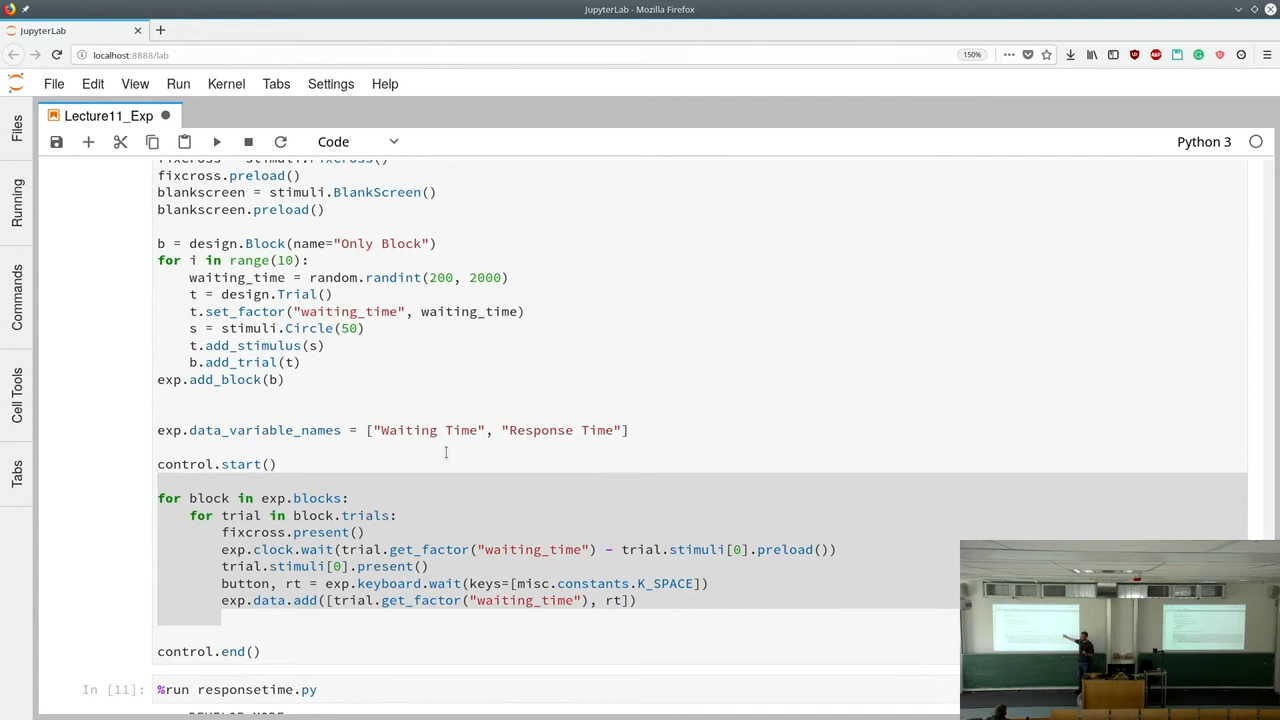 JupyterLab - Mozilla Firefox
JupyterLab
localhost:8888/lab
150%
File Edit View Run Kernel Tabs Settings Help
Lecture11_Exp
Code
Python 3
Files
Running
Commands
Cell Tools
Tabs
fixcross = stimuli.FixCross()
fixcross.preload()
blankscreen = stimuli.BlankScreen()
blankscreen.preload()
b = design.Block(name="Only Block")
for i in range(10):
    waiting_time = random.randint(200, 2000)
    t = design.Trial()
    t.set_factor("waiting_time", waiting_time)
    s = stimuli.Circle(50)
    t.add_stimulus(s)
    b.add_trial(t)
exp.add_block(b)
exp.data_variable_names = ["Waiting Time", "Response Time"]
control.start()
for block in exp.blocks:
    for trial in block.trials:
        fixcross.present()
        exp.clock.wait(trial.get_factor("waiting_time") - trial.stimuli[0].preload())
        trial.stimuli[0].present()
        button, rt = exp.keyboard.wait(keys=[misc.constants.K_SPACE])
        exp.data.add([trial.get_factor("waiting_time"), rt])
control.end()
In [11]: %run responsetime.py
DEVELOP MODE